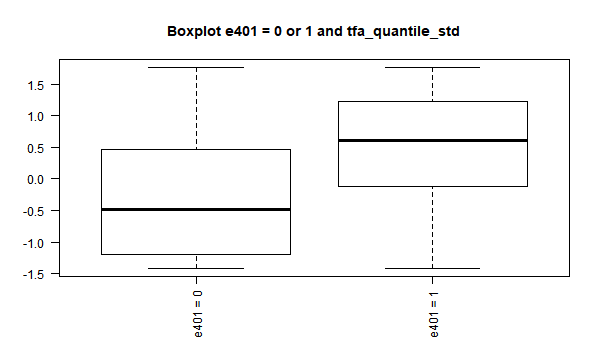 Boxplot e401 = 0 or 1 and tfa_quantile_std
1.5
1.0
0.5
0.0
-0.5
-1.0
-1.5
e401 = 0
e401 = 1